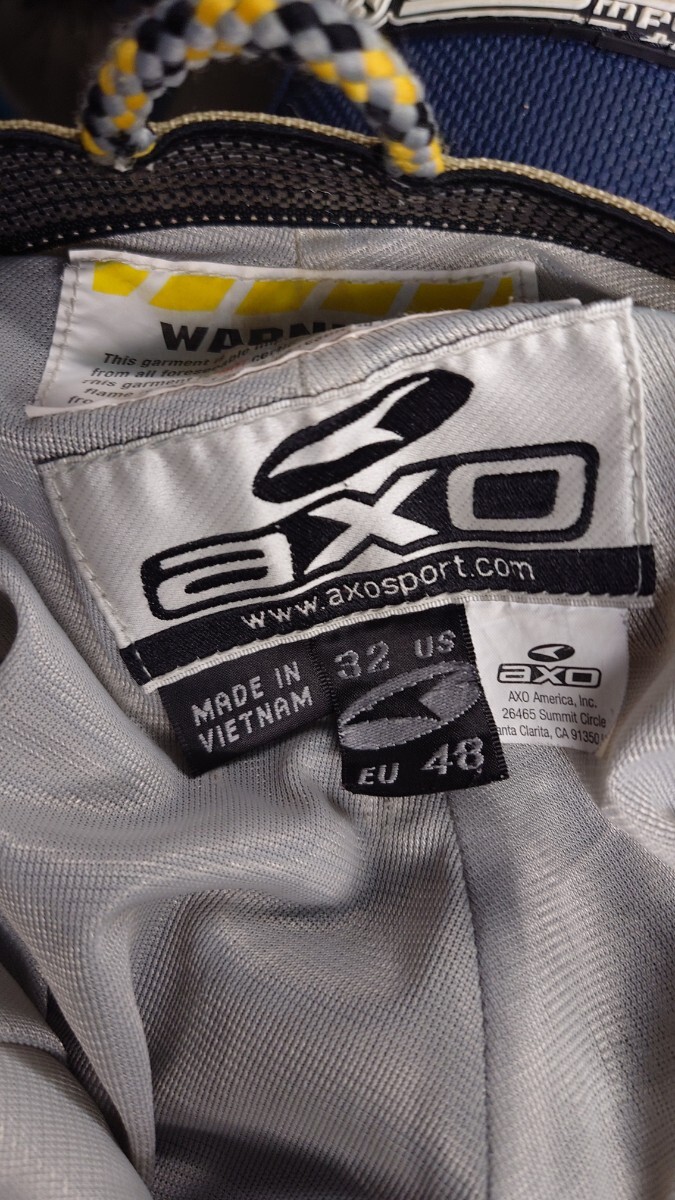 WARN
This garment
from all foreseeable
This garment
flame
axo
www.axosport.com
MADE IN
VIETNAM
32 US
EU 48
axo
AXO America, Inc.
26465 Summit Circle
anta Clarita, CA 91350